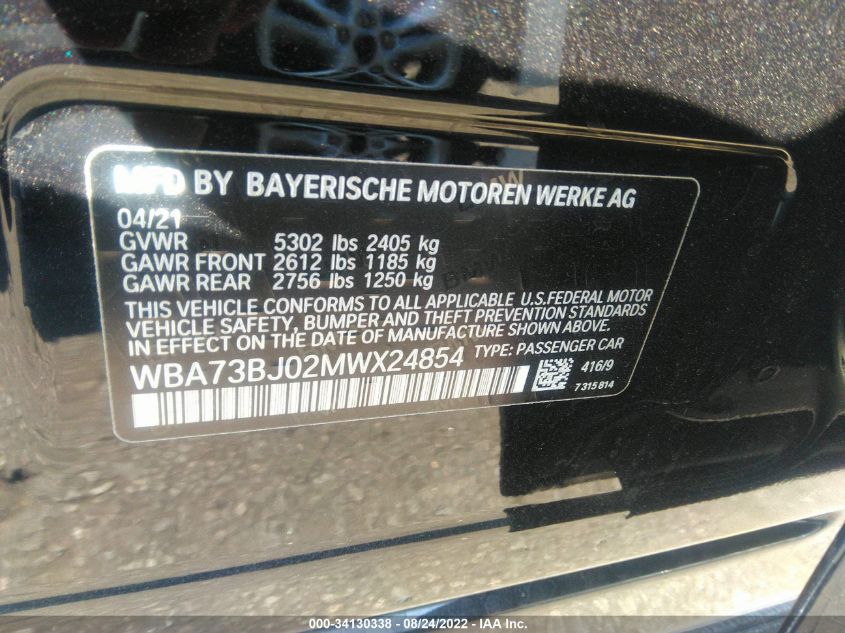 MFD BY BAYERISCHE MOTOREN WERKE AG
04/21
GVWR 5302 lbs 2405 kg
GAWR FRONT 2612 lbs 1185 kg
GAWR REAR 2756 lbs 1250 kg
THIS VEHICLE CONFORMS TO ALL APPLICABLE U.S.FEDERAL MOTOR
VEHICLE SAFETY, BUMPER AND THEFT PREVENTION STANDARDS
IN EFFECT ON THE DATE OF MANUFACTURE SHOWN ABOVE.
WBA73BJ02MWX24854 TYPE: PASSENGER CAR
416/9
7315814
000-34130338 - 08/24/2022 - IAA Inc.